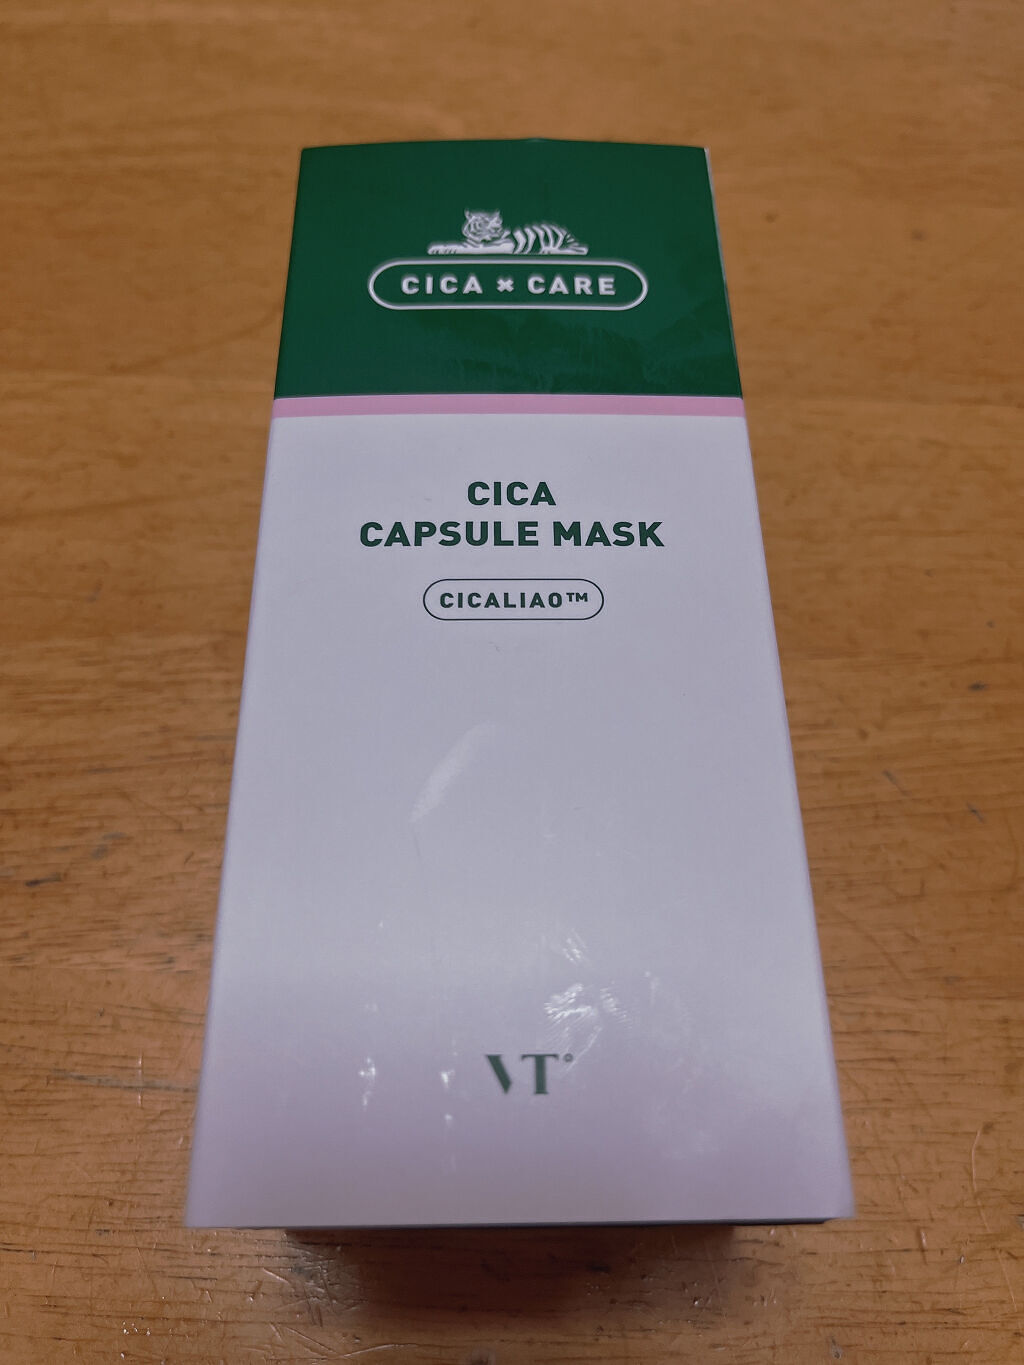 CICA × CARE
CICA
CAPSULE MASK
CICALIAO™
VT°